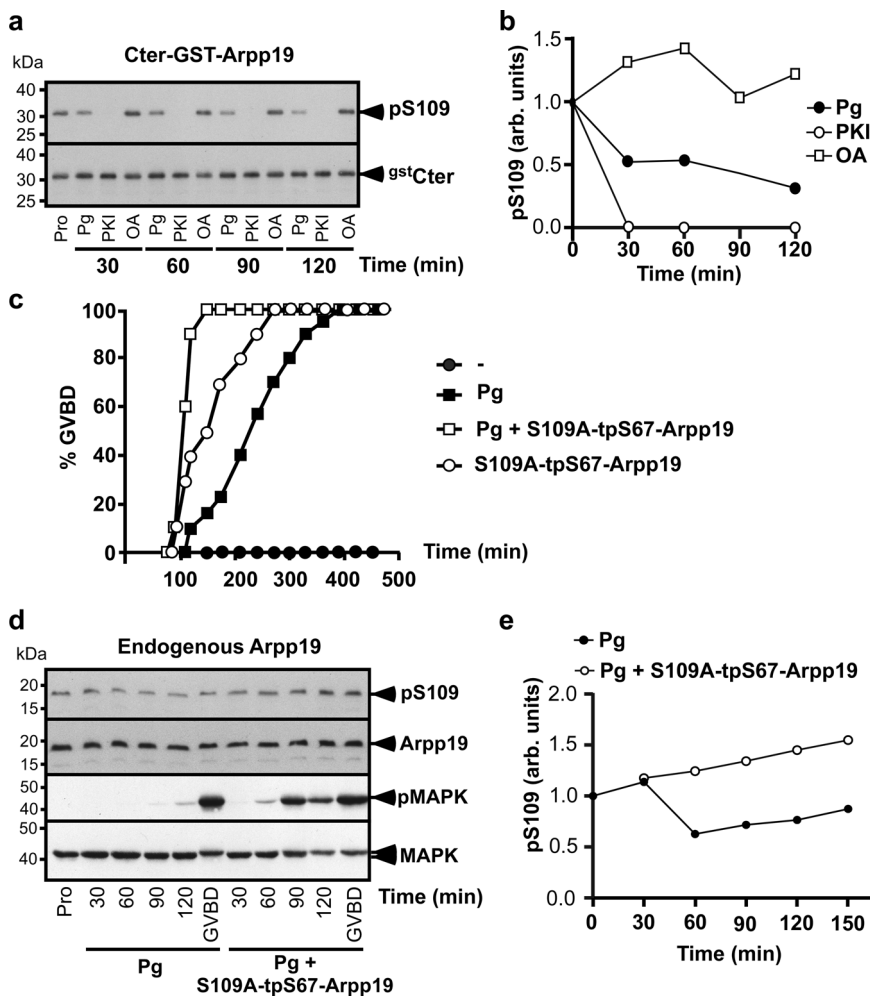 a
Cter-GST-Arpp19
kDa
40
30
25
pS109
40
30
25
gstCter
Pro
Pg
PKI
OA
Pg
PKI
OA
Pg
PKI
OA
Pg
PKI
OA
30
60
90
120
Time (min)
b
pS109 (arb. units)
1.5
1.0
0.5
0.0
0
30
60
90
120
Time (min)
Pg
PKI
OA
c
% GVBD
100
80
60
40
20
0
100
200
300
400
500
Time (min)
-
Pg
Pg + S109A-tpS67-Arpp19
S109A-tpS67-Arpp19
d
Endogenous Arpp19
kDa
20
15
pS109
20
15
Arpp19
50
40
pMAPK
50
40
MAPK
Pro
30
60
90
120
GVBD
30
60
90
120
GVBD
Time (min)
Pg
Pg +
S109A-tpS67-Arpp19
e
Pg
Pg + S109A-tpS67-Arpp19
pS109 (arb. units)
2.0
1.5
1.0
0.5
0.0
0
30
60
90
120
150
Time (min)